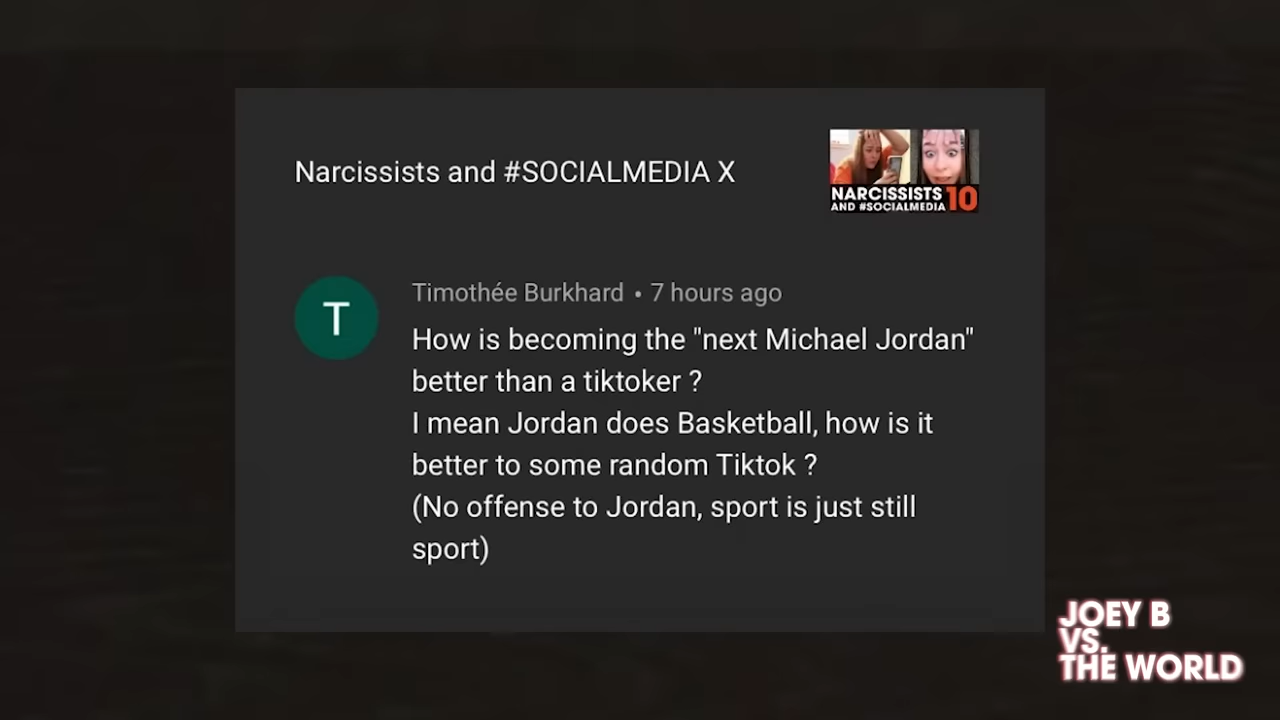 Narcissists and #SOCIALMEDIA X
NARCISSISTS 10
AND #SOCIALMEDIA
T
Timothée Burkhard • 7 hours ago
How is becoming the "next Michael Jordan"
better than a tiktoker ?
I mean Jordan does Basketball, how is it
better to some random Tiktok ?
(No offense to Jordan, sport is just still
sport)
JOEY B
VS.
THE WORLD